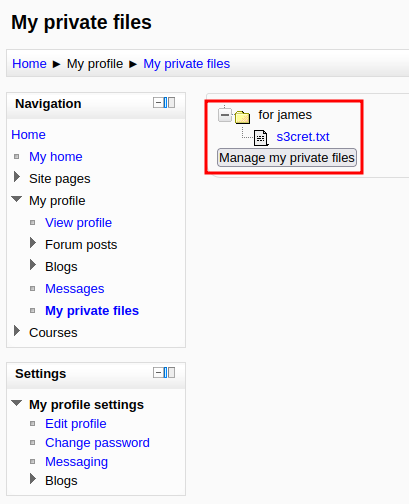 My private files
Home ► My profile ► My private files
Navigation
Home
My home
Site pages
My profile
View profile
Forum posts
Blogs
Messages
My private files
Courses
for james
s3cret.txt
Manage my private files
Settings
My profile settings
Edit profile
Change password
Messaging
Blogs